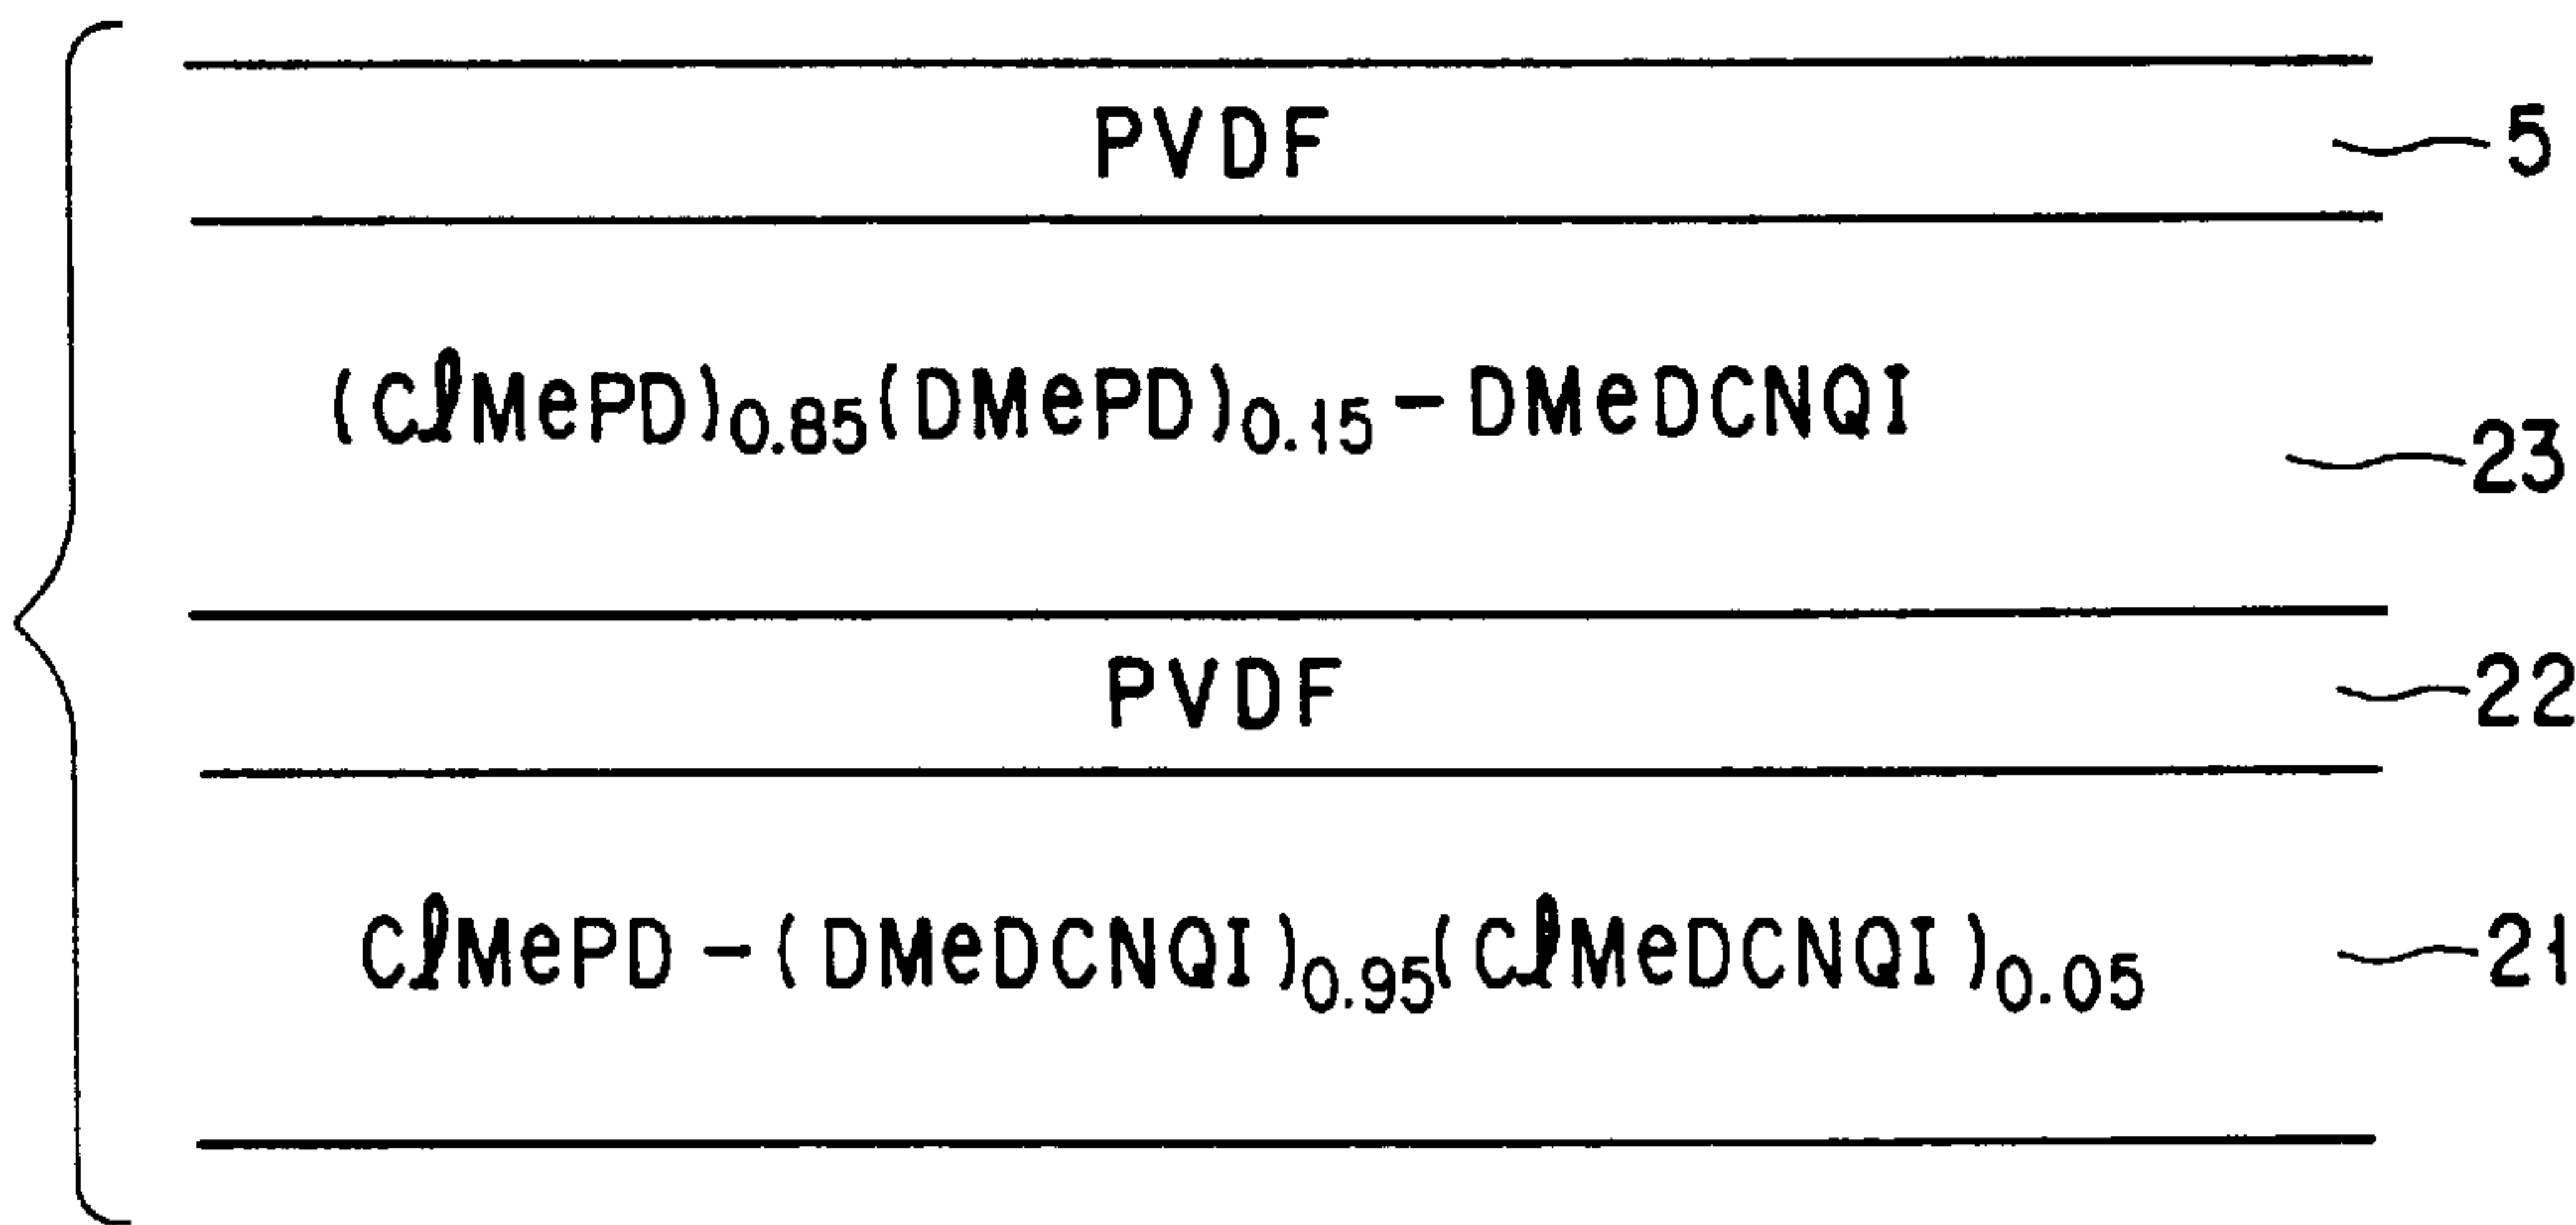 PVDF 5
(ClMePD)0.85(DMePD)0.15-DMeDCNQI 23
PVDF 22
ClMePD-(DMeDCNQI)0.95(ClMeDCNQI)0.05 21